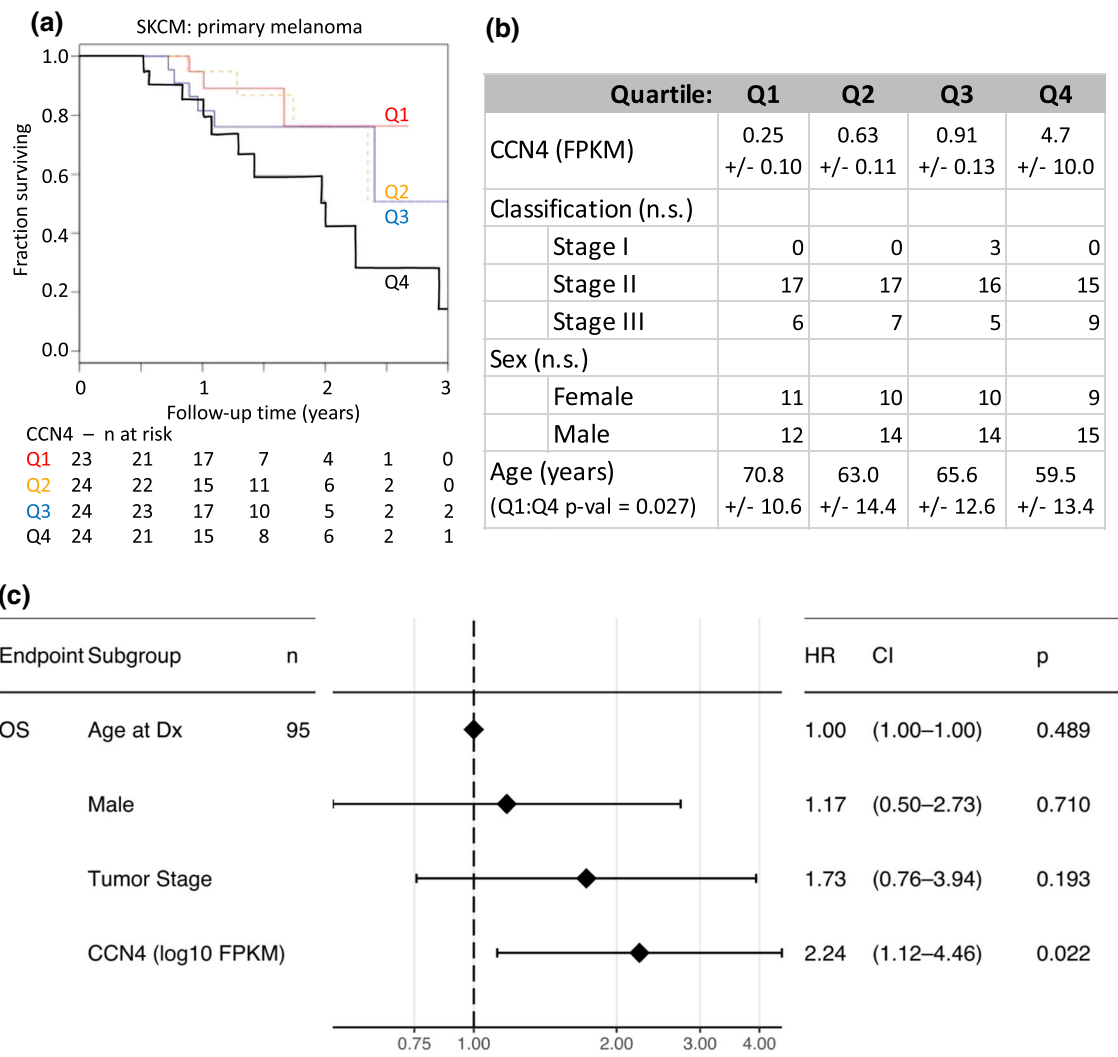 (a)
SKCM: primary melanoma
1.0
0.8
0.6
0.4
0.2
0.0
Fraction surviving
Q1
Q2
Q3
Q4
0 1 2 3
Follow-up time (years)
CCN4 – n at risk
Q1 23 21 17 7 4 1 0
Q2 24 22 15 11 6 2 0
Q3 24 23 17 10 5 2 2
Q4 24 21 15 8 6 2 1
(b)
Quartile: Q1 Q2 Q3 Q4
CCN4 (FPKM) 0.25 0.63 0.91 4.7
+/- 0.10 +/- 0.11 +/- 0.13 +/- 10.0
Classification (n.s.)
Stage I 0 0 3 0
Stage II 17 17 16 15
Stage III 6 7 5 9
Sex (n.s.)
Female 11 10 10 9
Male 12 14 14 15
Age (years) 70.8 63.0 65.6 59.5
(Q1:Q4 p-val = 0.027) +/- 10.6 +/- 14.4 +/- 12.6 +/- 13.4
(c)
Endpoint Subgroup n HR CI p
OS Age at Dx 95 1.00 (1.00–1.00) 0.489
Male 1.17 (0.50–2.73) 0.710
Tumor Stage 1.73 (0.76–3.94) 0.193
CCN4 (log10 FPKM) 2.24 (1.12–4.46) 0.022
0.75 1.00 2.00 3.00 4.00